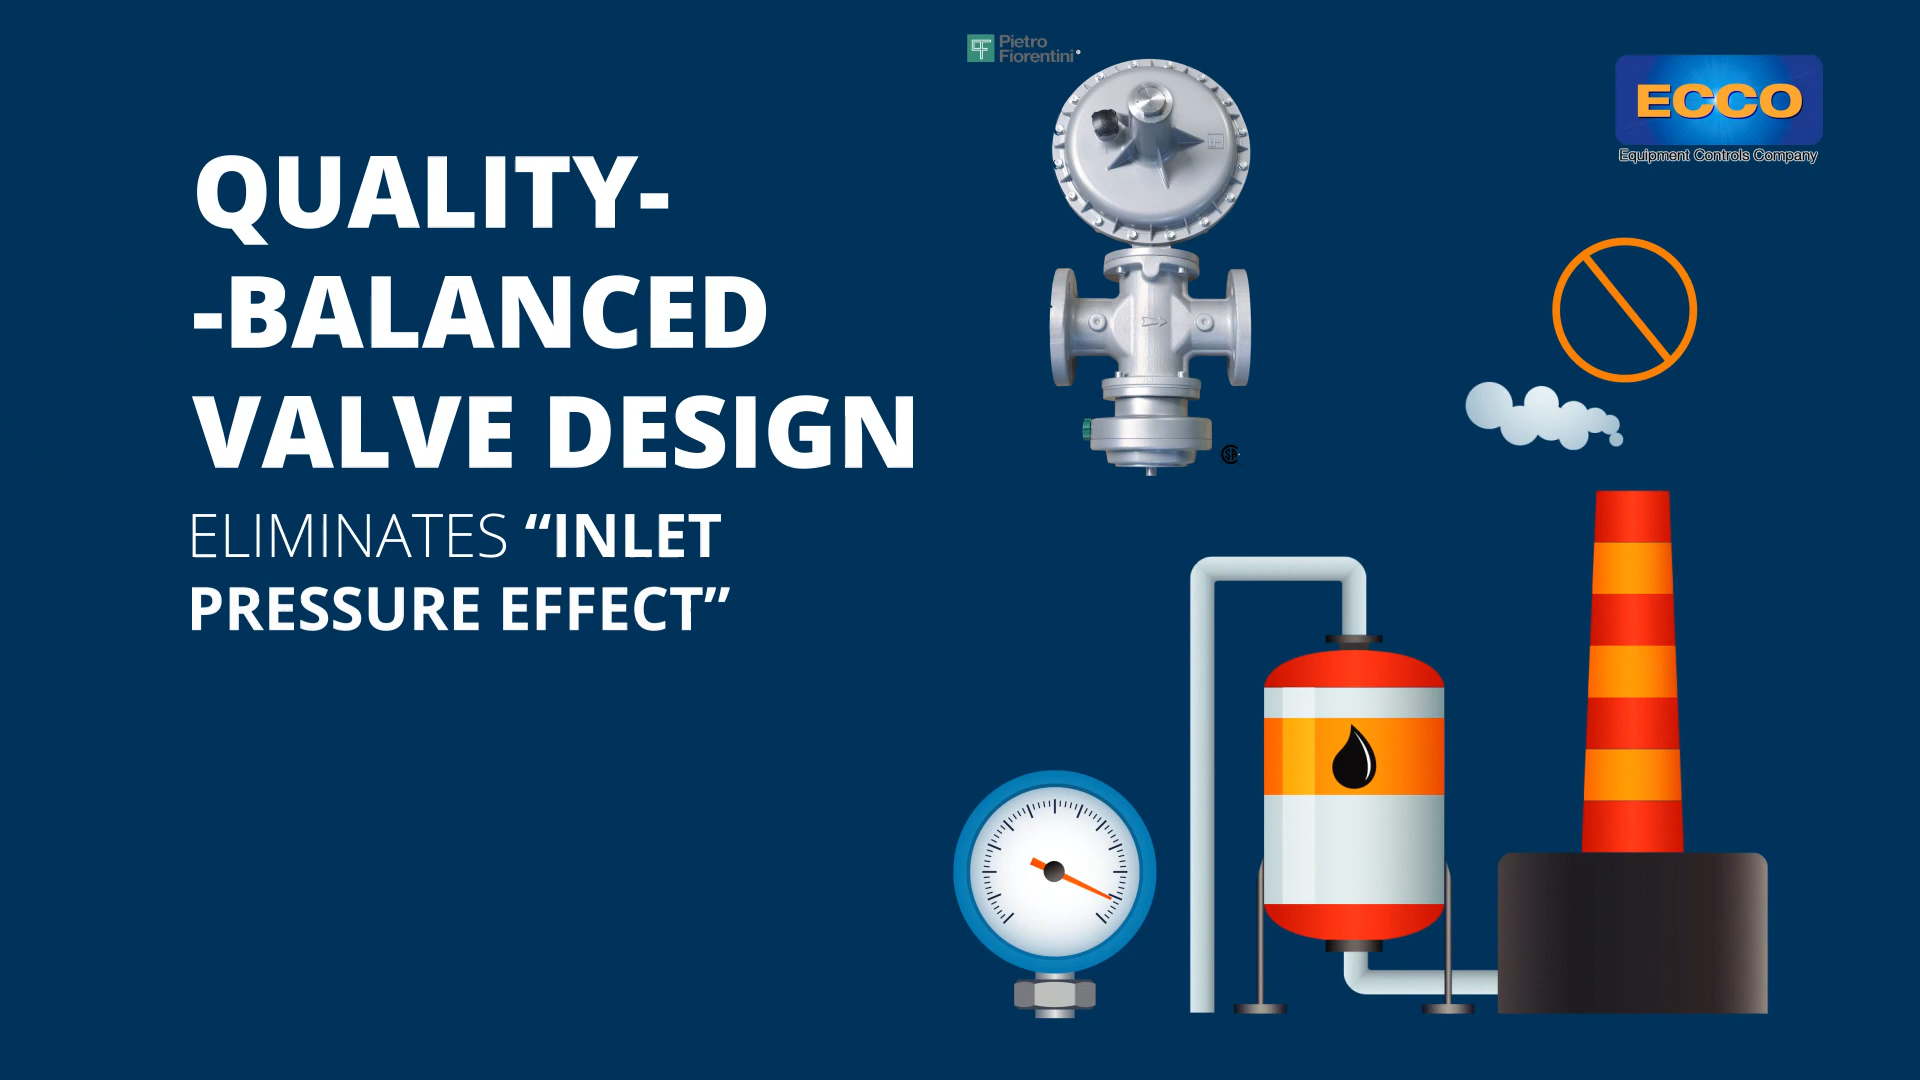 Pietro
Fiorentini
ECCO
Equipment Controls Company
QUALITY-
-BALANCED
VALVE DESIGN
ELIMINATES “INLET
PRESSURE EFFECT”